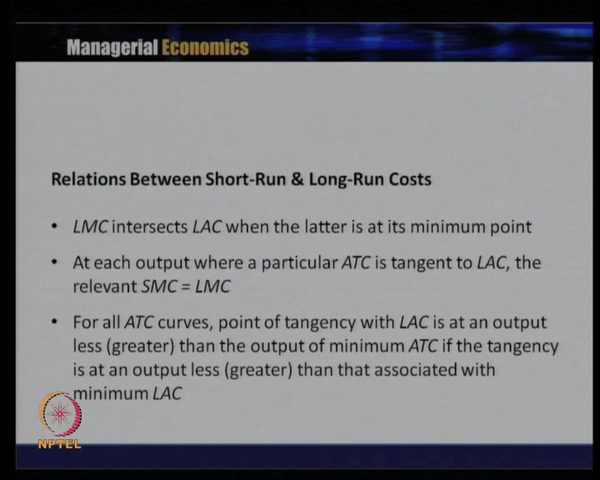 Managerial Economics
Relations Between Short-Run & Long-Run Costs
• LMC intersects LAC when the latter is at its minimum point
• At each output where a particular ATC is tangent to LAC, the
relevant SMC = LMC
• For all ATC curves, point of tangency with LAC is at an output
less (greater) than the output of minimum ATC if the tangency
is at an output less (greater) than that associated with
minimum LAC
NPTEL